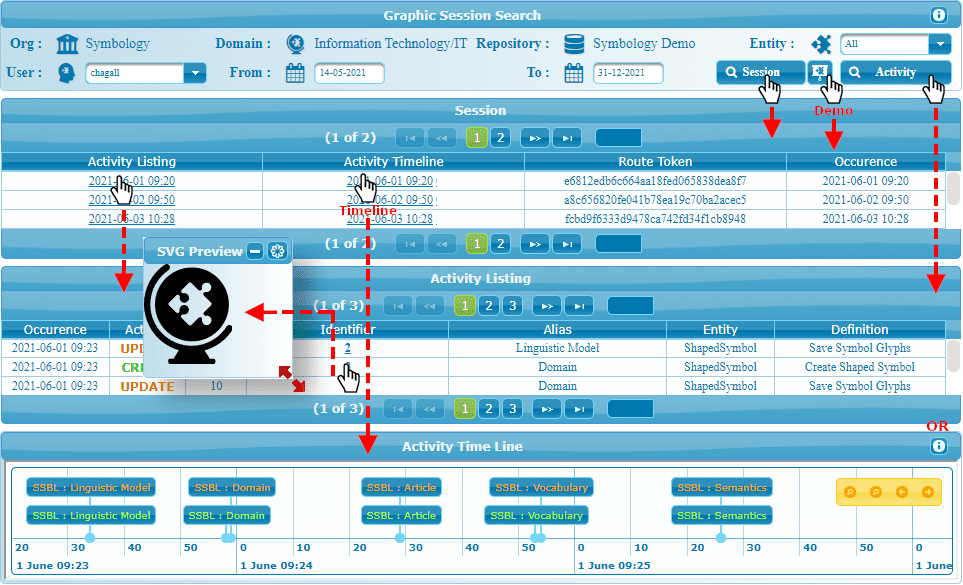 Graphic Session Search
Org : Symbology Domain : Information Technology/IT Repository : Symbology Demo Entity : All
User : chagall From : 14-05-2021 To : 31-12-2021 Session Activity
Demo
Session
(1 of 2) 1 2
Activity Listing Activity Timeline Route Token Occurence
2021-06-01 09:20 2021-06-01 09:20 e6812edb6c664aa18fed065838dea8f7 2021-06-01 09:20
2021-06-02 09:50 2021-06-02 09:50 a8c656820fe041b78ea19c70ba2acec5 2021-06-02 09:50
Timeline
2021-06-03 10:28 2021-06-03 10:28 fcbd9f6333d9478ca742fd34f1cb8948 2021-06-03 10:28
(1 of 2) 1 2
SVG Preview
Activity Listing
(1 of 3) 1 2 3
Occurence Identifier Alias Entity Definition
2021-06-01 09:23 2 Linguistic Model ShapedSymbol Save Symbol Glyphs
2021-06-01 09:23 Domain ShapedSymbol Create Shaped Symbol
2021-06-01 09:23 UPDATE 10 Domain ShapedSymbol Save Symbol Glyphs
(1 of 3) 1 2 3
OR
Activity Time Line
SSBL : Linguistic Model SSBL : Domain SSBL : Article SSBL : Vocabulary SSBL : Semantics
SSBL : Linguistic Model SSBL : Domain SSBL : Article SSBL : Vocabulary SSBL : Semantics
20 30 40 50 0 10 20 30 40 50 0 10 20 30 40 50 0
1 June 09:23 1 June 09:24 1 June 09:25 1 June